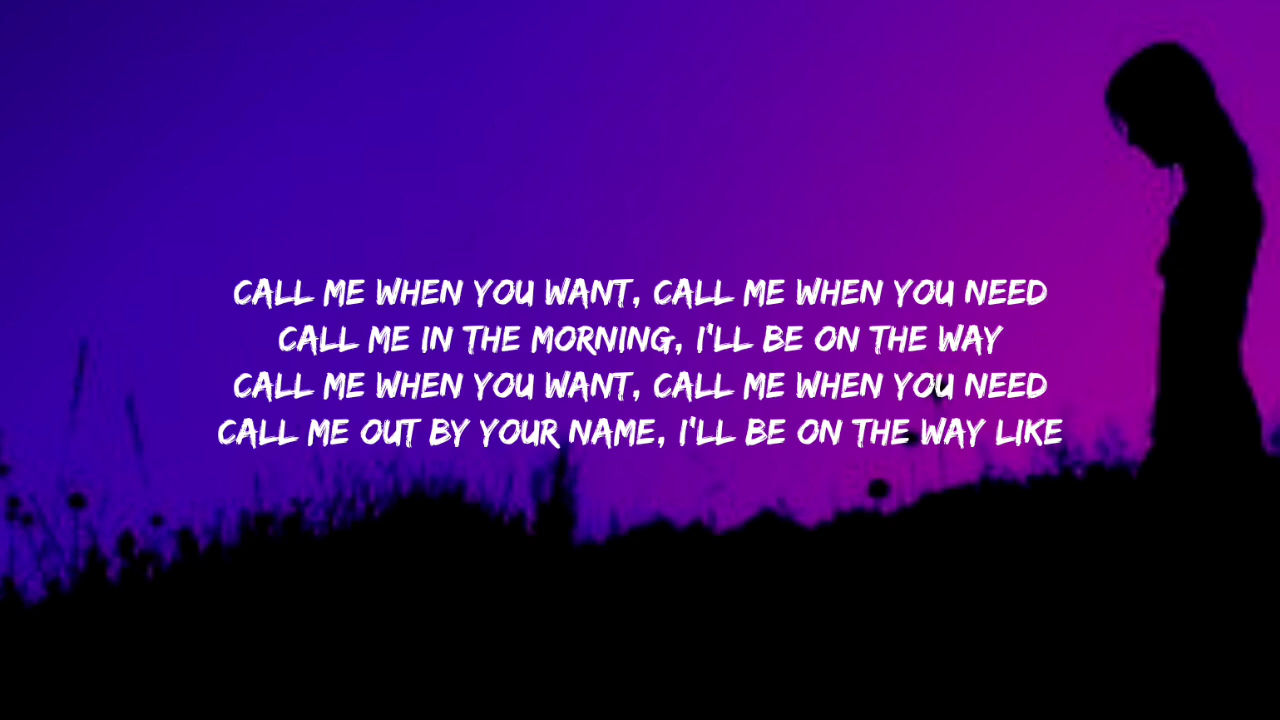 CALL ME WHEN YOU WANT, CALL ME WHEN YOU NEED
CALL ME IN THE MORNING, I'LL BE ON THE WAY
CALL ME WHEN YOU WANT, CALL ME WHEN YOU NEED
CALL ME OUT BY YOUR NAME, I'LL BE ON THE WAY LIKE